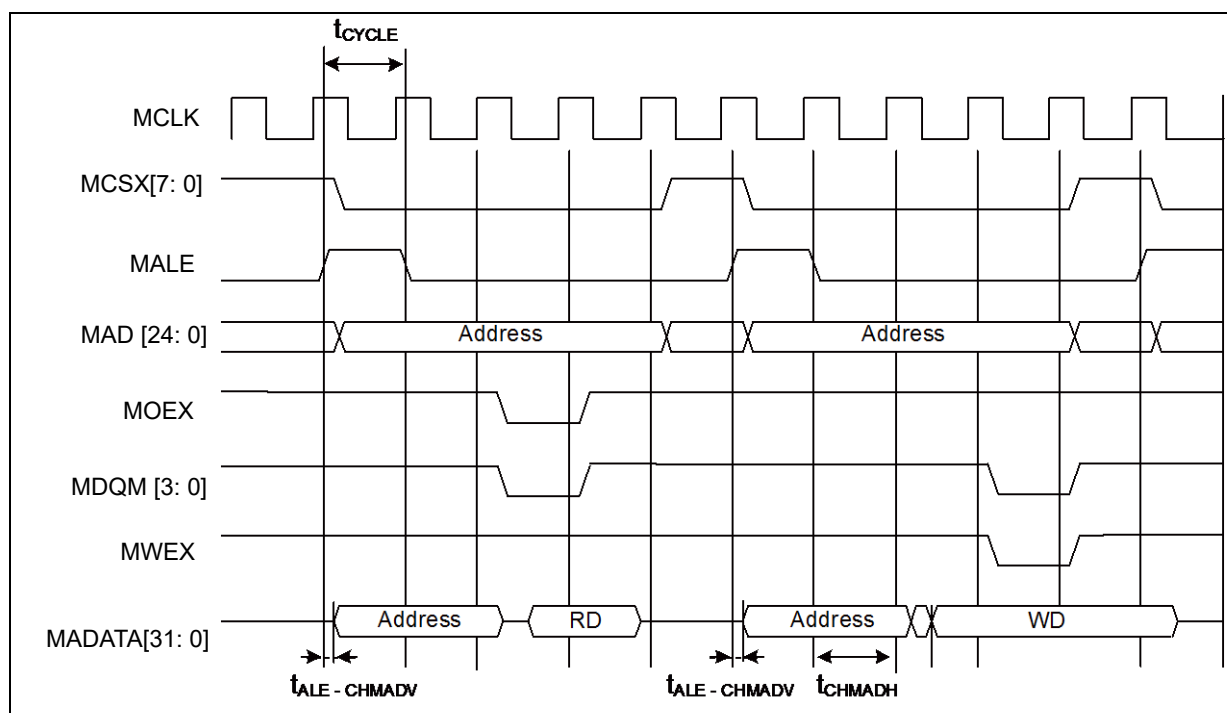 tCYCLE
MCLK
MCSX[7: 0]
MALE
MAD [24: 0]
Address
Address
MOEX
MDQM [3: 0]
MWEX
MADATA[31: 0]
Address
RD
Address
WD
tALE - CHMADV
tALE - CHMADV
tCHMADH